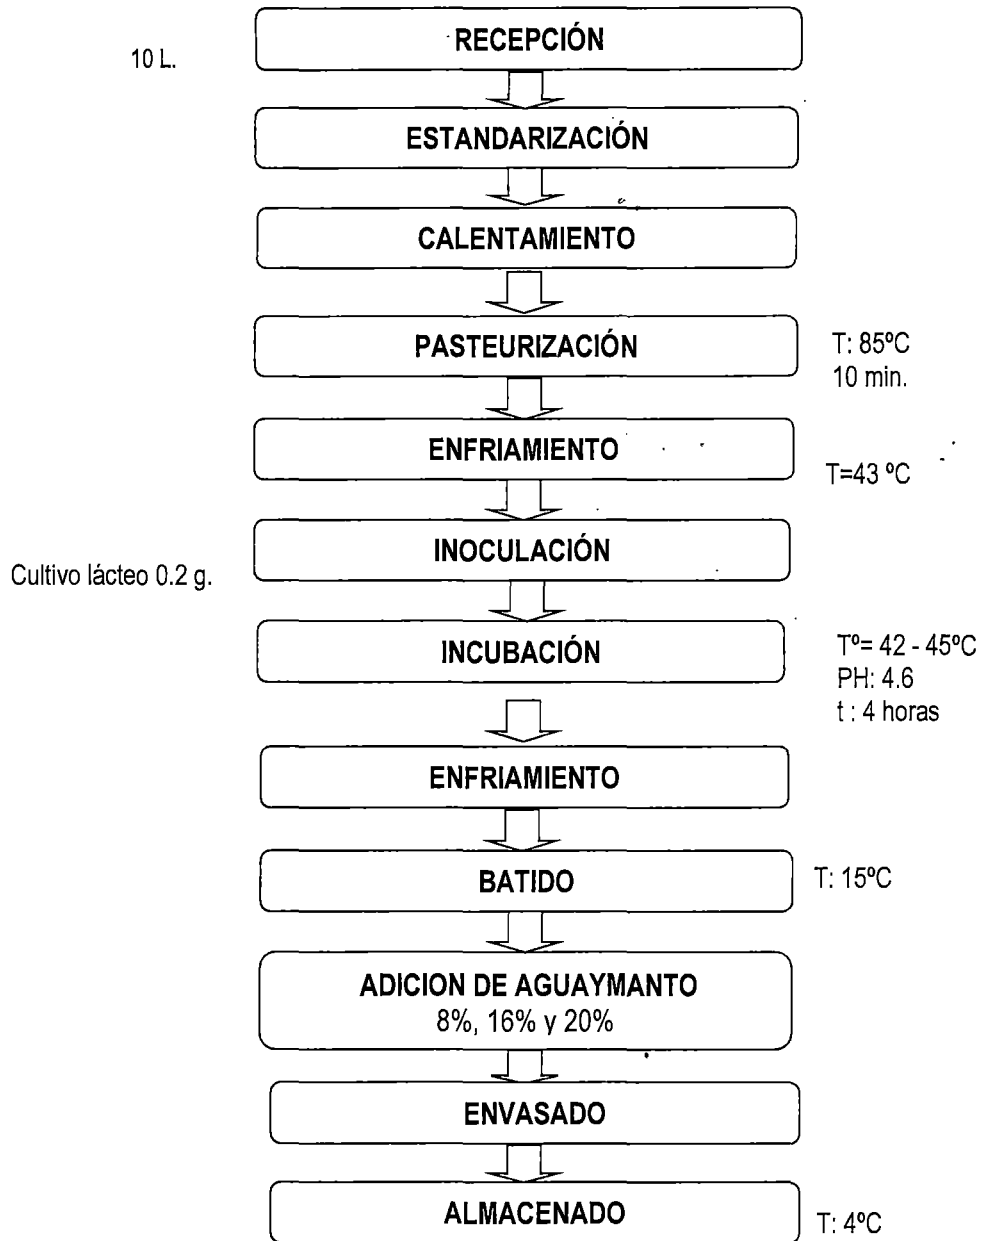 RECEPCIÓN
10 L.
ESTANDARIZACIÓN
CALENTAMIENTO
PASTEURIZACIÓN
T: 85ºC
10 min.
ENFRIAMIENTO
T=43 ºC
INOCULACIÓN
Cultivo lácteo 0.2 g.
INCUBACIÓN
Tº= 42 - 45ºC
PH: 4.6
t : 4 horas
ENFRIAMIENTO
BATIDO
T: 15ºC
ADICION DE AGUAYMANTO
8%, 16% y 20%
ENVASADO
ALMACENADO
T: 4ºC